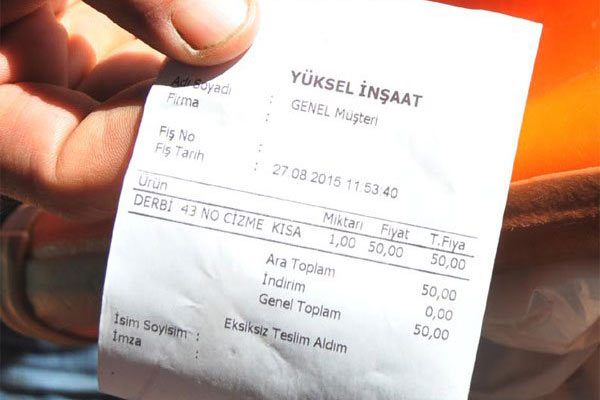 YÜKSEL İNŞAAT
Adı Soyadı : GENEL Müşteri
Firma :
Fiş No :
Fiş Tarih : 27.08.2015 11.53.40
Ürün Miktarı Fiyat T.Fiya
DERBİ 43 NO CİZME KISA 1,00 50,00 50,00
Ara Toplam 50,00
İndirim 0,00
Genel Toplam 50,00
Eksiksiz Teslim Aldım
İsim Soyisim :
İmza :